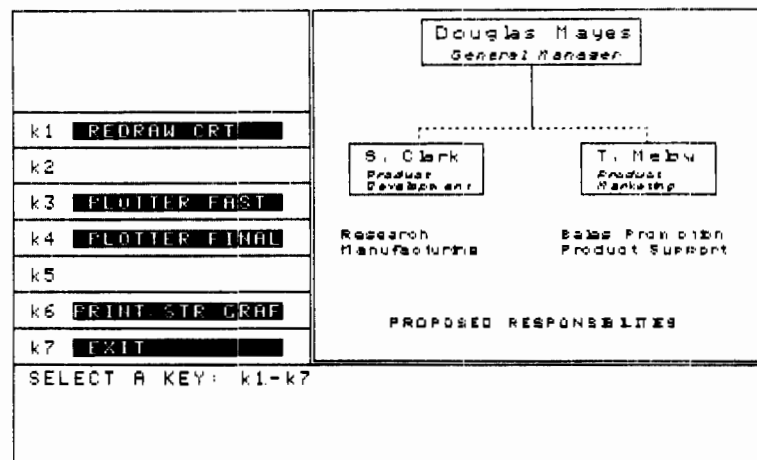 k1 REDRAW CRT
k2
k3 PLOTTER FAST
k4 PLOTTER FINAL
k5
k6 PRINT STR GRAF
k7 EXIT
SELECT A KEY: k1-k7
Douglas Mayes
General Manager
S. Clark
Product
Development
T. Melby
Product
Marketing
Research
Manufacturing
Sales Promotion
Product Support
PROPOSED RESPONSBILITIES